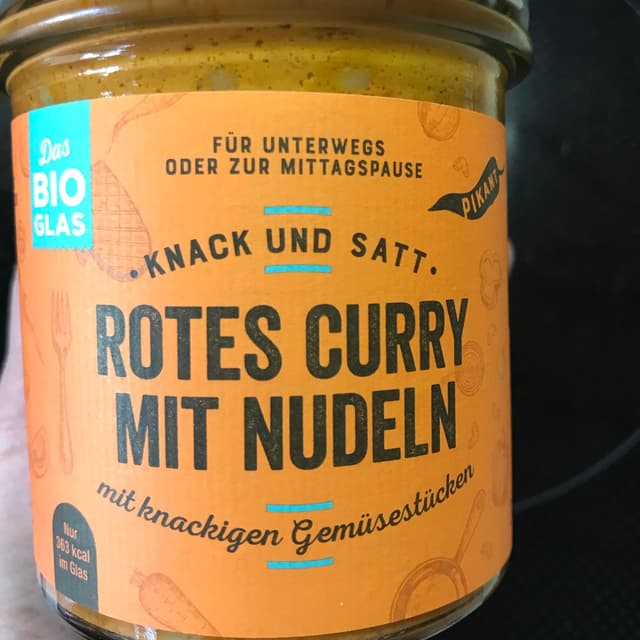 Das
BIO
GLAS
FÜR UNTERWEGS
ODER ZUR MITTAGSPAUSE
PIKANT
• KNACK UND SATT •
ROTES CURRY
MIT NUDELN
mit knackigen Gemüsestücken
Nur
363 kcal
im Glas